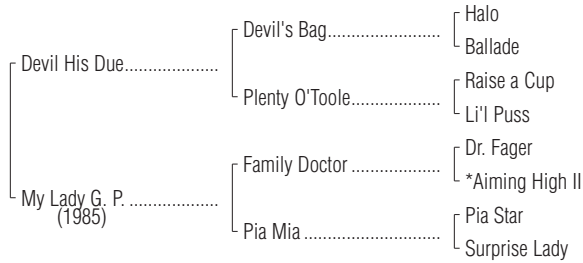 Halo
Devil's Bag....................
Ballade
Devil His Due.................
Raise a Cup
Plenty O'Toole................
Li'l Puss
Dr. Fager
Family Doctor ................
*Aiming High II
My Lady G. P. ................
(1985)
Pia Star
Pia Mia ........................
Surprise Lady